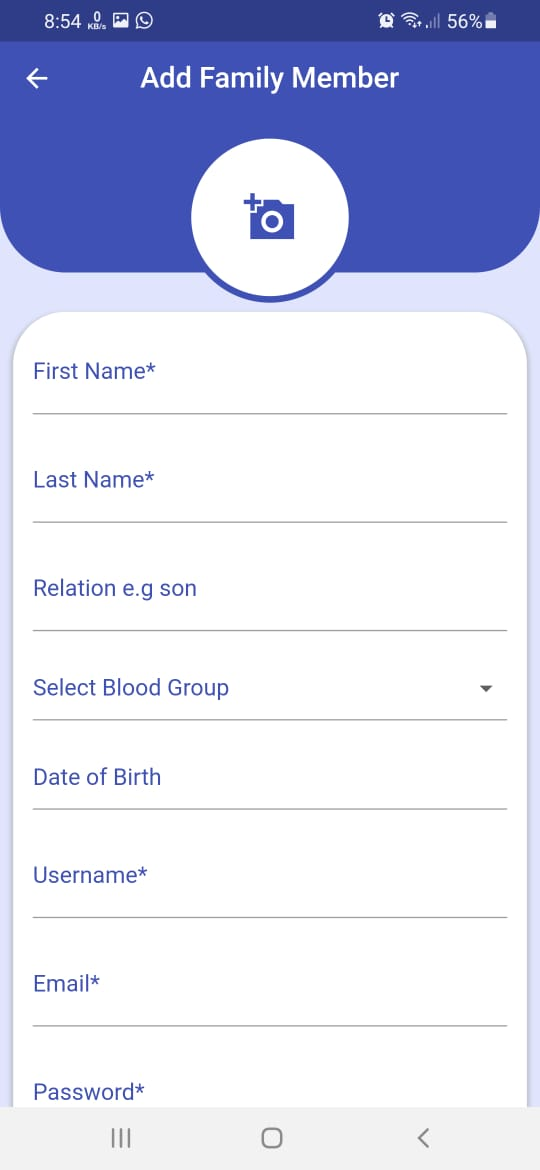 8:54 0 KB/s 56%
Add Family Member
First Name*
Last Name*
Relation e.g son
Select Blood Group
Date of Birth
Username*
Email*
Password*